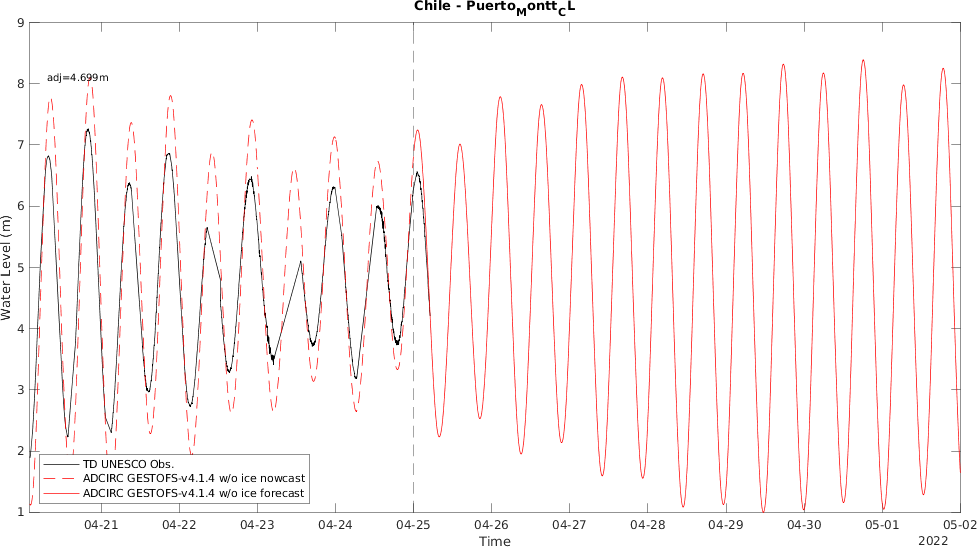 Chile - Puerto_Montt_CL
adj=4.699m
9
8
7
6
5
4
3
2
1
Water Level (m)
TD UNESCO Obs.
ADCIRC GESTOFS-v4.1.4 w/o ice nowcast
ADCIRC GESTOFS-v4.1.4 w/o ice forecast
04-21 04-22 04-23 04-24 04-25 04-26 04-27 04-28 04-29 04-30 05-01 05-02
Time
2022